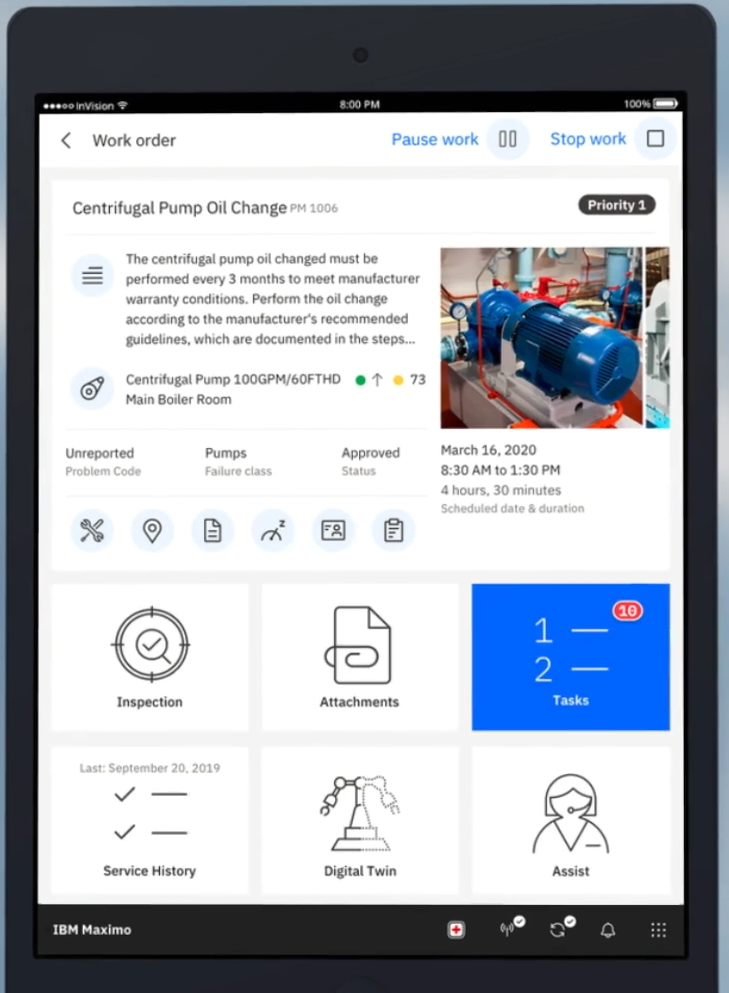 ●●●○○ InVision
8:00 PM
100%
Work order
Pause work
Stop work
Centrifugal Pump Oil Change PM 1006
Priority 1
The centrifugal pump oil changed must be
performed every 3 months to meet manufacturer
warranty conditions. Perform the oil change
according to the manufacturer's recommended
guidelines, which are documented in the steps...
Centrifugal Pump 100GPM/60FTHD
73
Main Boiler Room
Unreported
Problem Code
Pumps
Failure class
Approved
Status
March 16, 2020
8:30 AM to 1:30 PM
4 hours, 30 minutes
Scheduled date & duration
z
Inspection
Attachments
10
1
2
Tasks
Last: September 20, 2019
Service History
Digital Twin
Assist
IBM Maximo